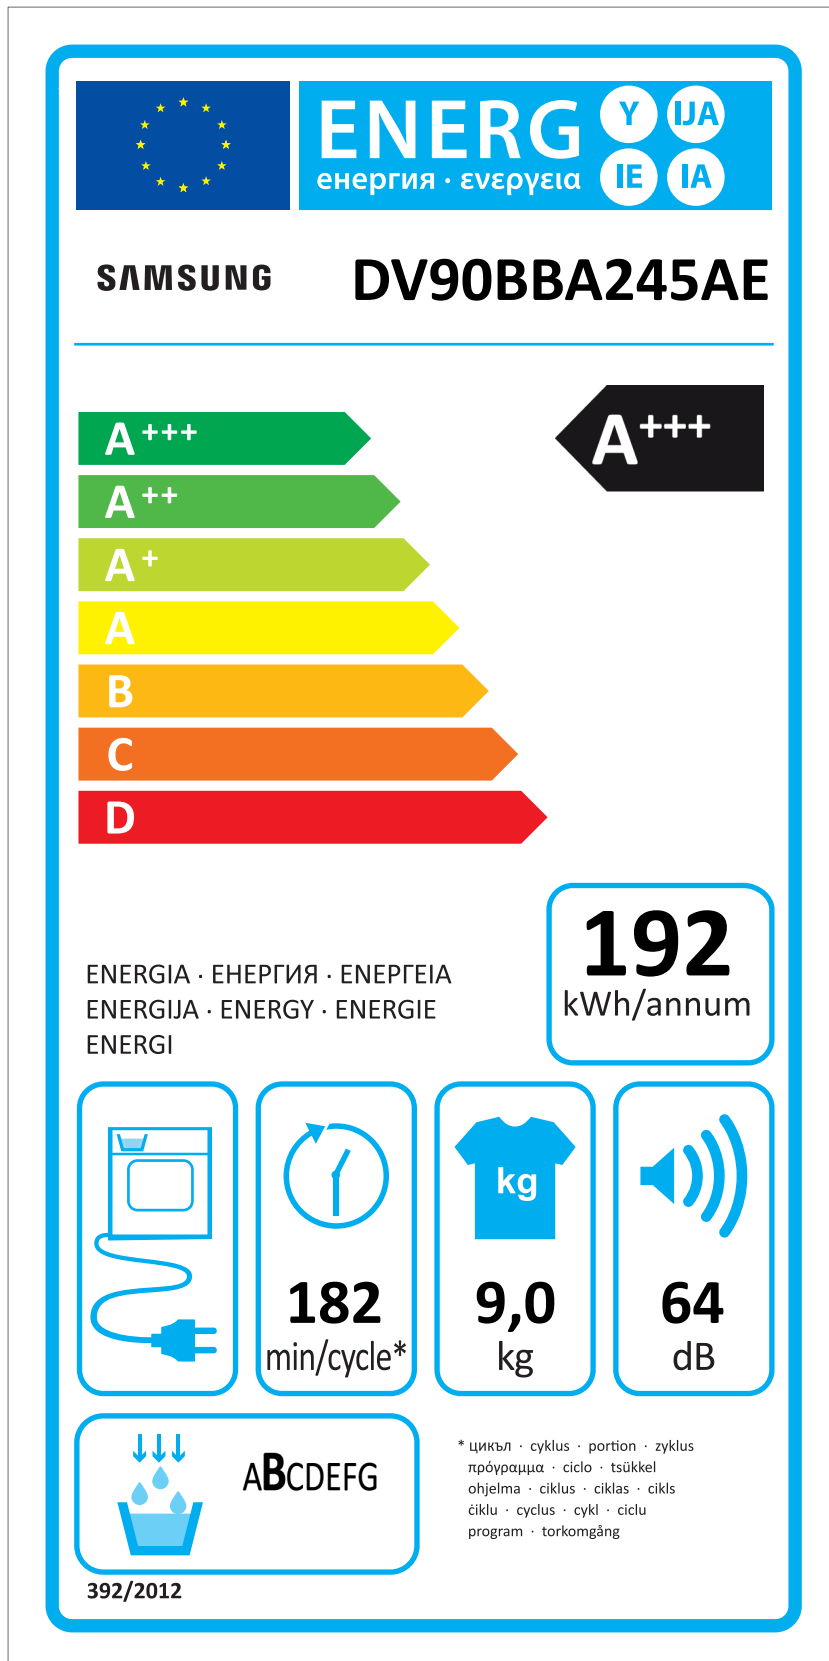 ENERG Y IJA
енергия · ενεργεια IE IA
SAMSUNG DV90BBA245AE
A+++ A+++
A++
A+
A
B
C
D
192
kWh/annum
ENERGIA · ЕНЕРГИЯ · ΕΝΕΡΓΕΙΑ
ENERGIJA · ENERGY · ENERGIE
ENERGI
kg
182 9,0 64
min/cycle* kg dB
ABCDEFG
* цикъл · cyklus · portion · zyklus
πρόγραμμα · ciclo · tsükkel
ohjelma · ciklus · ciklas · cikls
ċiklu · cyclus · cykl · ciclu
program · torkomgång
392/2012